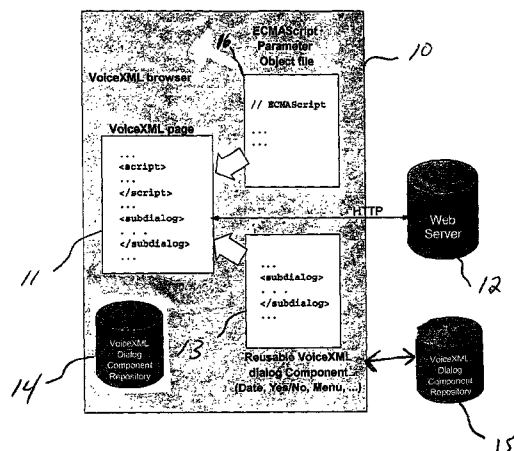 16
ECMAScript
Parameter
Object file
10
VoiceXML browser
// ECMAScript
...
...
VoiceXML page
...
<script>
...
</script>
...
<subdialog>
. . .
</subdialog>
...
HTTP
Web
Server
11
12
...
<subdialog>
. . .
</subdialog>
...
13
14
VoiceXML
Dialog
Component
Repository
Reusable VoiceXML
dialog Component
(Date, Yes/No, Menu, ...)
VoiceXML
Dialog
Component
Repository
15